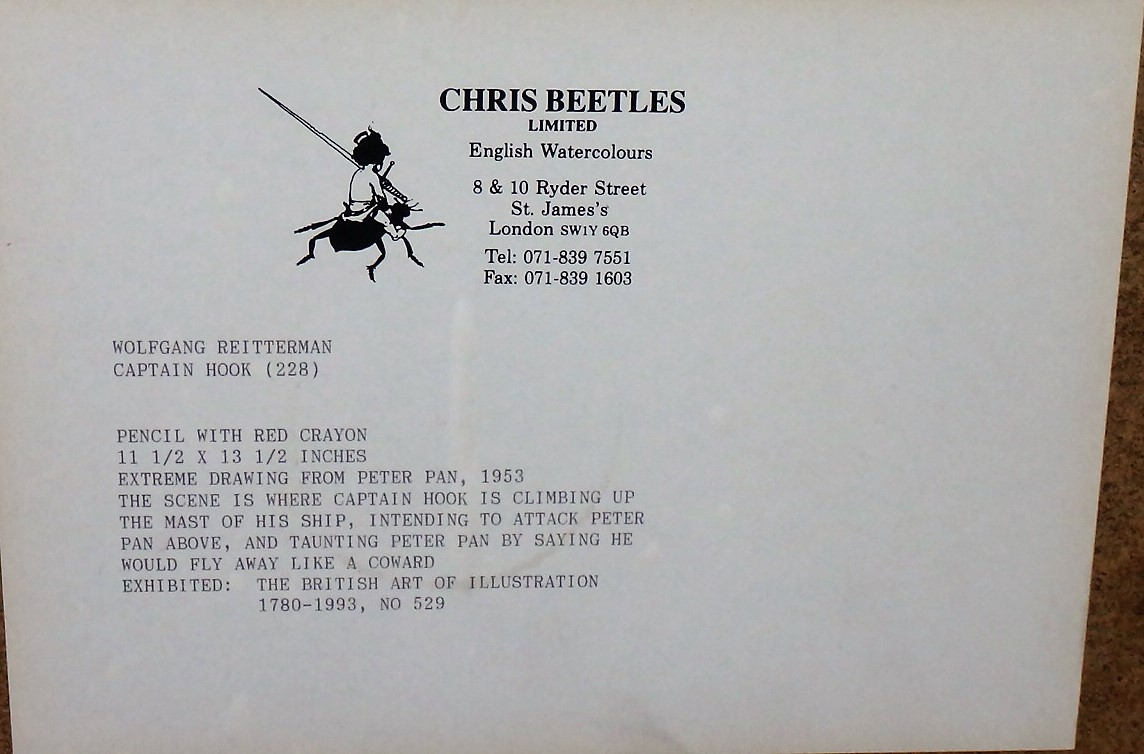 CHRIS BEETLES
LIMITED
English Watercolours
8 & 10 Ryder Street
St. James's
London SW1Y 6QB
Tel: 071-839 7551
Fax: 071-839 1603
WOLFGANG REITTERMAN
CAPTAIN HOOK (228)
PENCIL WITH RED CRAYON
11 1/2 X 13 1/2 INCHES
EXTREME DRAWING FROM PETER PAN, 1953
THE SCENE IS WHERE CAPTAIN HOOK IS CLIMBING UP
THE MAST OF HIS SHIP, INTENDING TO ATTACK PETER
PAN ABOVE, AND TAUNTING PETER PAN BY SAYING HE
WOULD FLY AWAY LIKE A COWARD
EXHIBITED: THE BRITISH ART OF ILLUSTRATION
1780-1993, NO 529